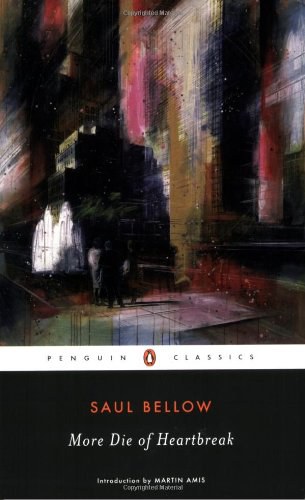 PENGUIN CLASSICS
SAUL BELLOW
More Die of Heartbreak
Introduction by MARTIN AMIS